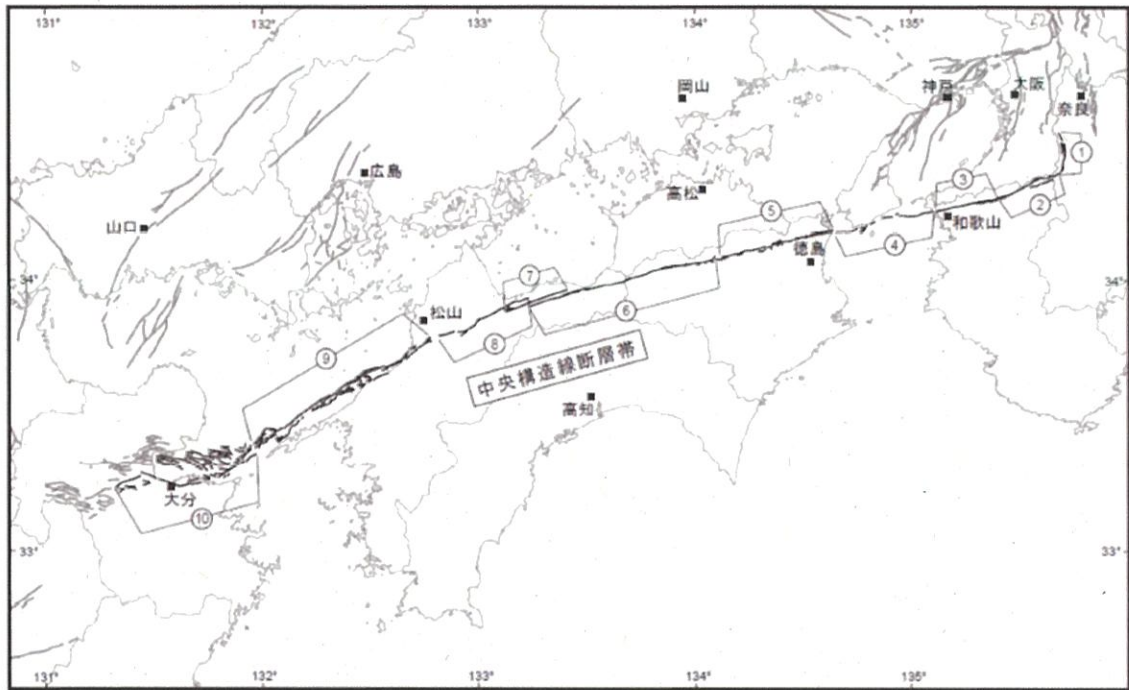 131° 132° 133° 134° 135°
岡山
神戸
大阪
奈良
①
広島
高松
③
②
山口
⑤
和歌山
④
徳島
34°
34°
⑦
松山
⑥
⑧
⑨
中央構造線断層帯
高知
大分
⑩
33°
33°
131° 132° 133° 134° 135°